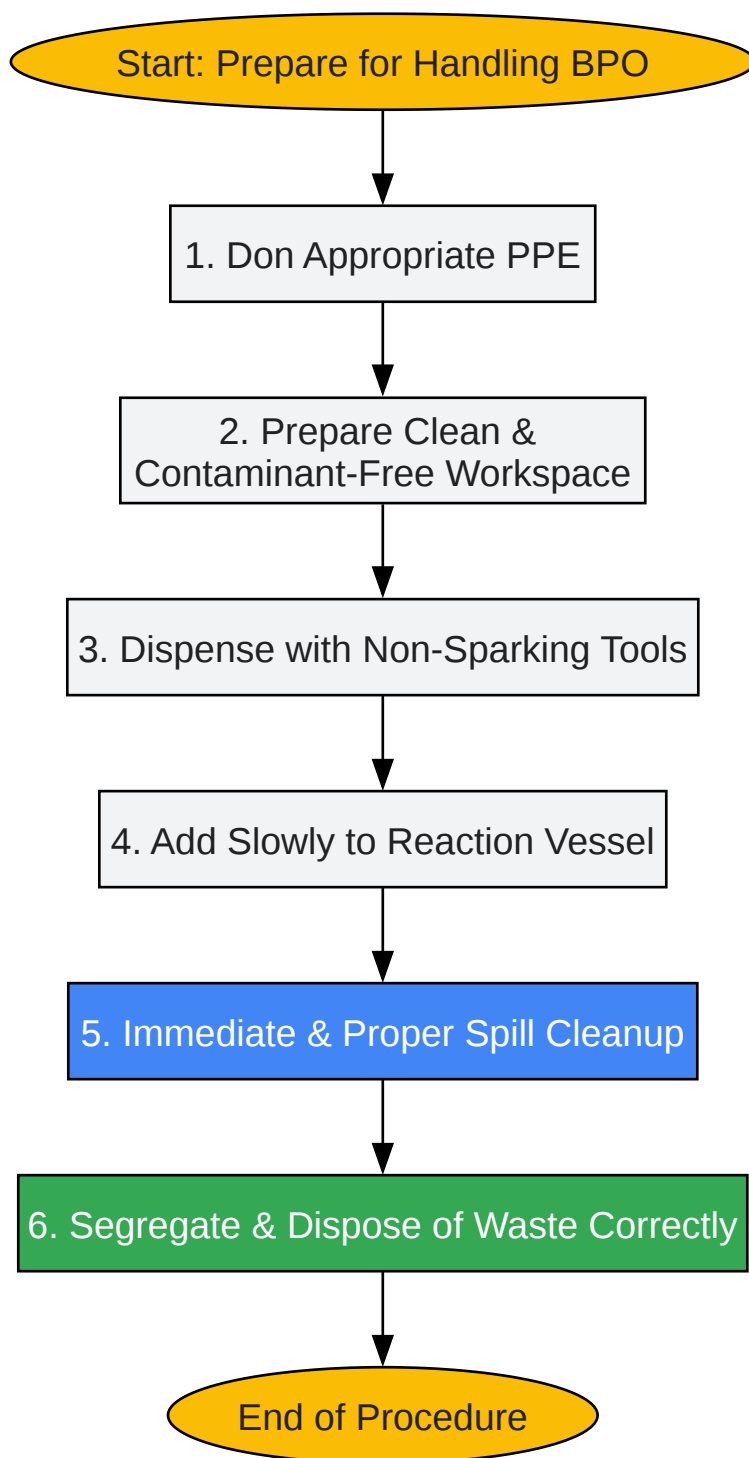 Start: Prepare for Handling BPO
1. Don Appropriate PPE
2. Prepare Clean &
Contaminant-Free Workspace
3. Dispense with Non-Sparking Tools
4. Add Slowly to Reaction Vessel
5. Immediate & Proper Spill Cleanup
6. Segregate & Dispose of Waste Correctly
End of Procedure